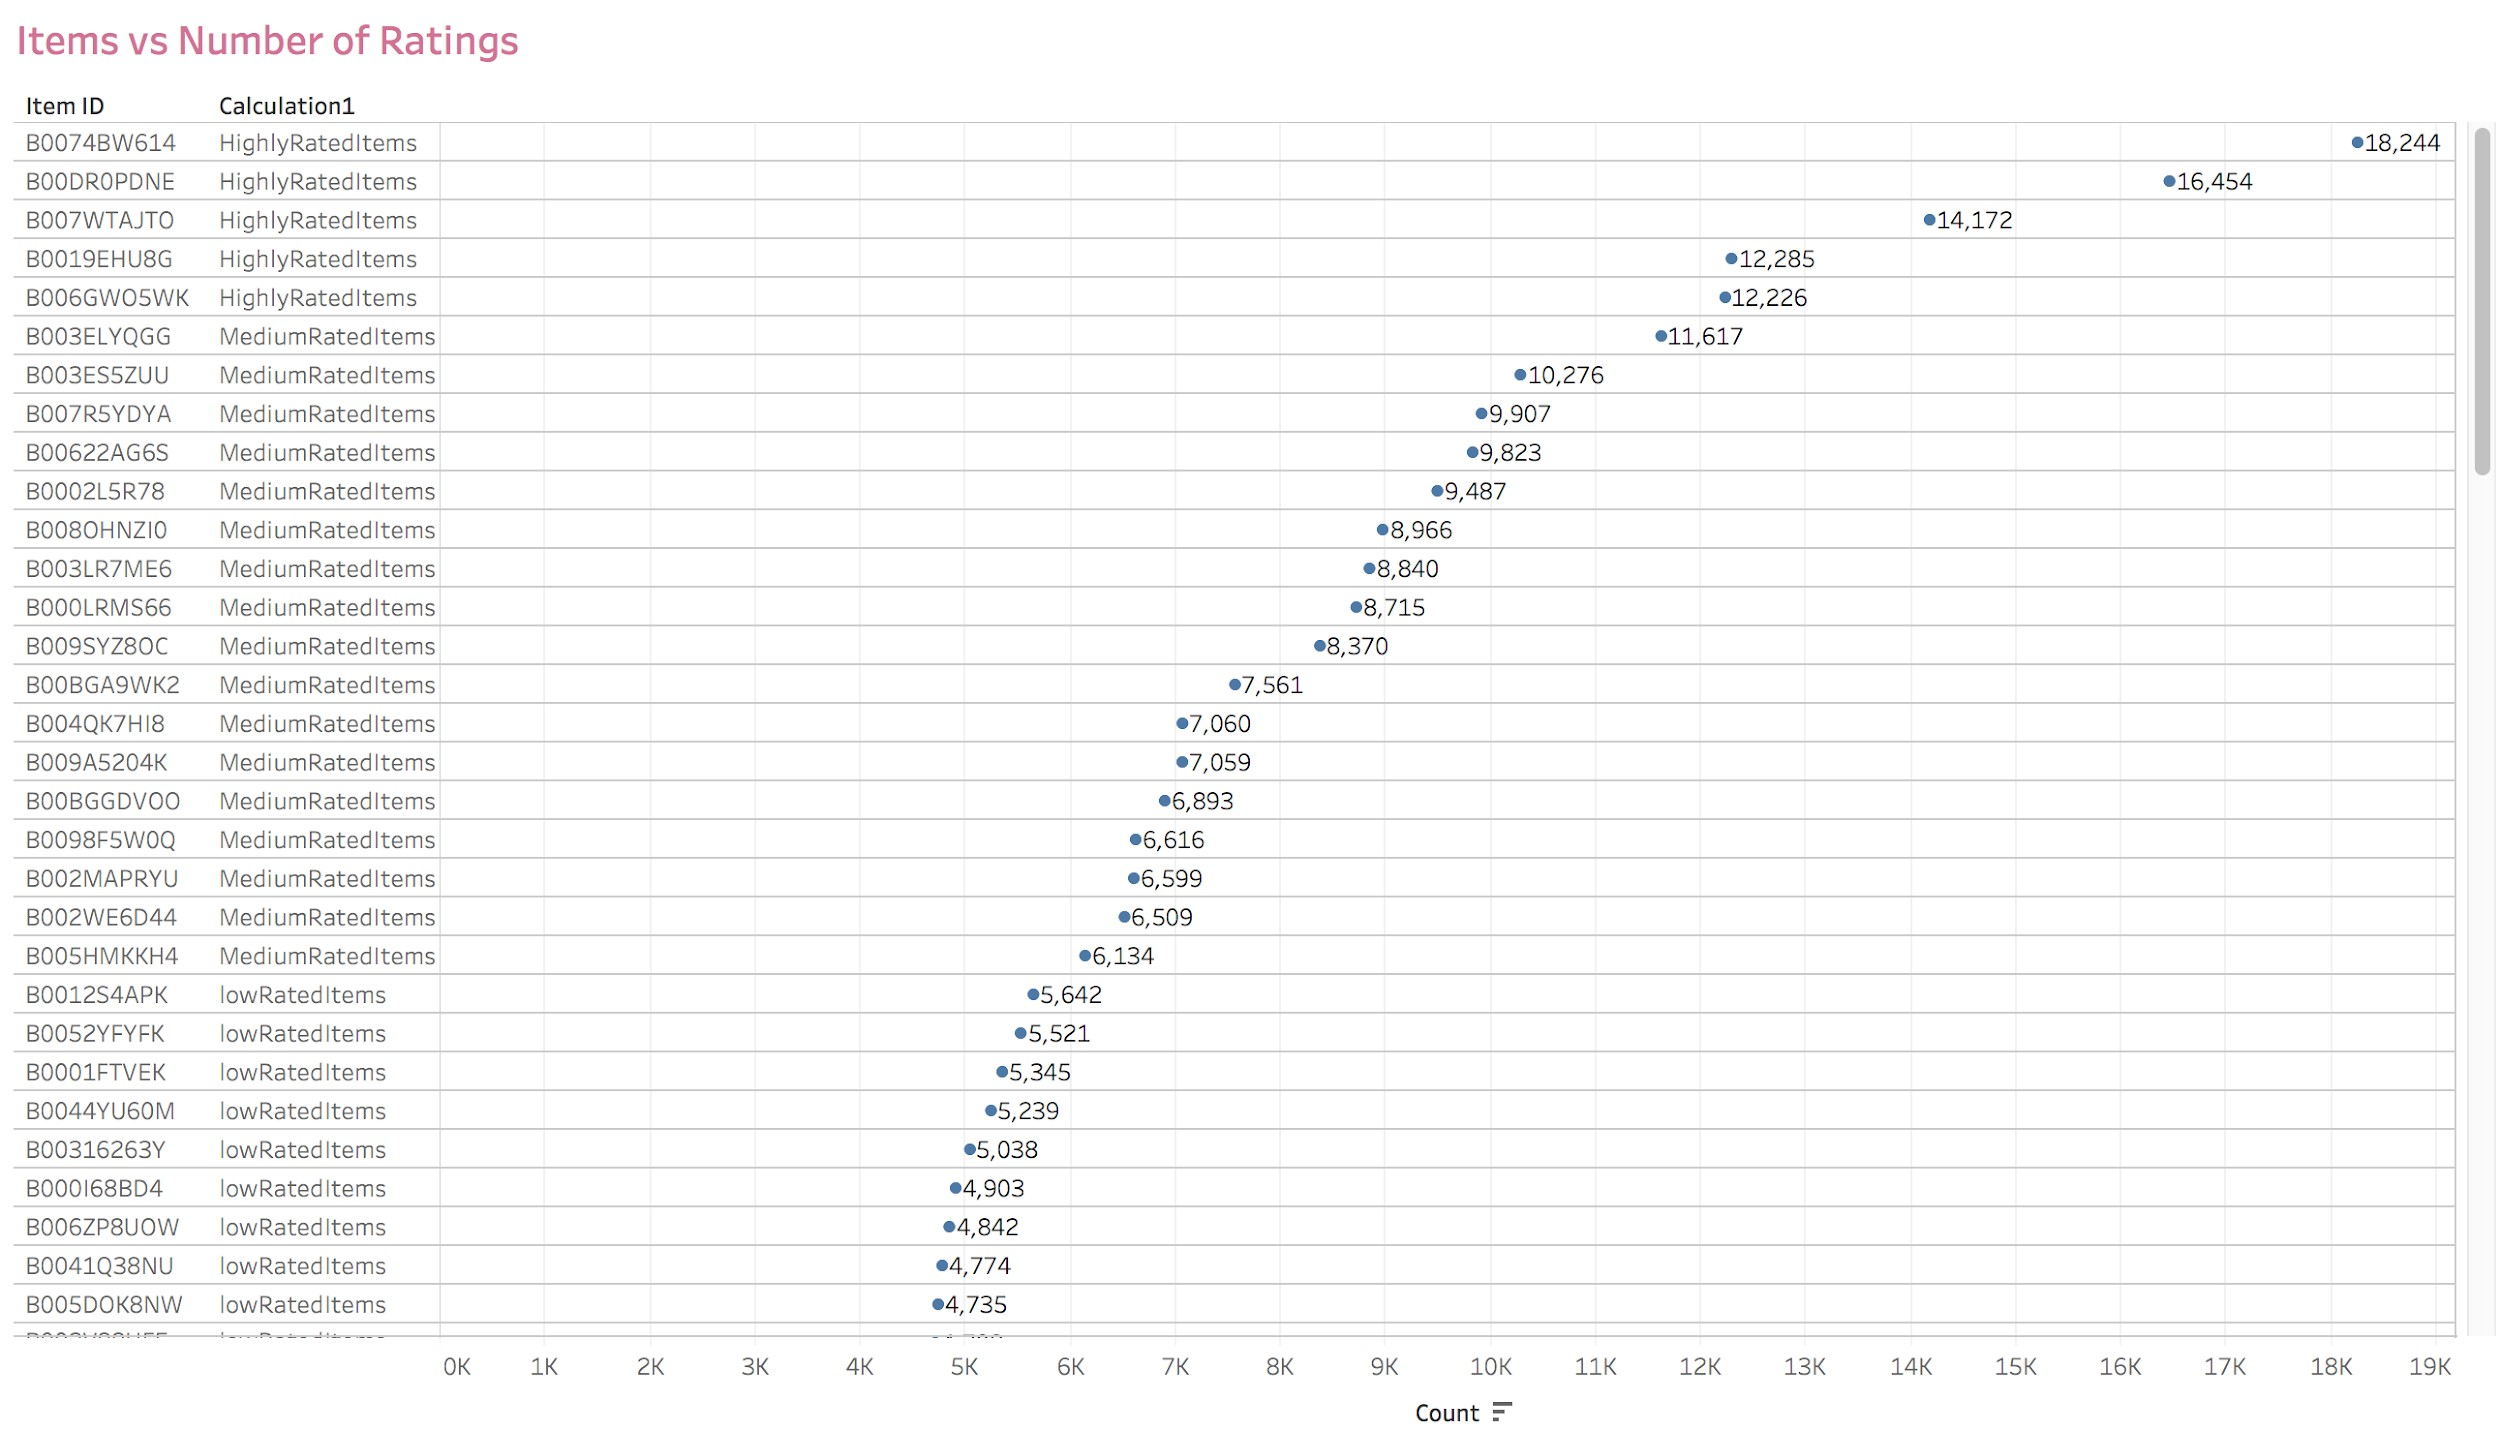 Items vs Number of Ratings
Item ID Calculation1
B0074BW614 HighlyRatedItems 18,244
B00DR0PDNE HighlyRatedItems 16,454
B007WTAJTO HighlyRatedItems 14,172
B0019EHU8G HighlyRatedItems 12,285
B006GWO5WK HighlyRatedItems 12,226
B003ELYQGG MediumRatedItems 11,617
B003ES5ZUU MediumRatedItems 10,276
B007R5YDYA MediumRatedItems 9,907
B00622AG6S MediumRatedItems 9,823
B0002L5R78 MediumRatedItems 9,487
B008OHNZI0 MediumRatedItems 8,966
B003LR7ME6 MediumRatedItems 8,840
B000LRMS66 MediumRatedItems 8,715
B009SYZ8OC MediumRatedItems 8,370
B00BGA9WK2 MediumRatedItems 7,561
B004QK7HI8 MediumRatedItems 7,060
B009A5204K MediumRatedItems 7,059
B00BGGDVOO MediumRatedItems 6,893
B0098F5W0Q MediumRatedItems 6,616
B002MAPRYU MediumRatedItems 6,599
B002WE6D44 MediumRatedItems 6,509
B005HMKKH4 MediumRatedItems 6,134
B0012S4APK lowRatedItems 5,642
B0052YFYFK lowRatedItems 5,521
B0001FTVEK lowRatedItems 5,345
B0044YU60M lowRatedItems 5,239
B00316263Y lowRatedItems 5,038
B000I68BD4 lowRatedItems 4,903
B006ZP8UOW lowRatedItems 4,842
B0041Q38NU lowRatedItems 4,774
B005DOK8NW lowRatedItems 4,735
lowRatedItems
0K 1K 2K 3K 4K 5K 6K 7K 8K 9K 10K 11K 12K 13K 14K 15K 16K 17K 18K 19K
Count